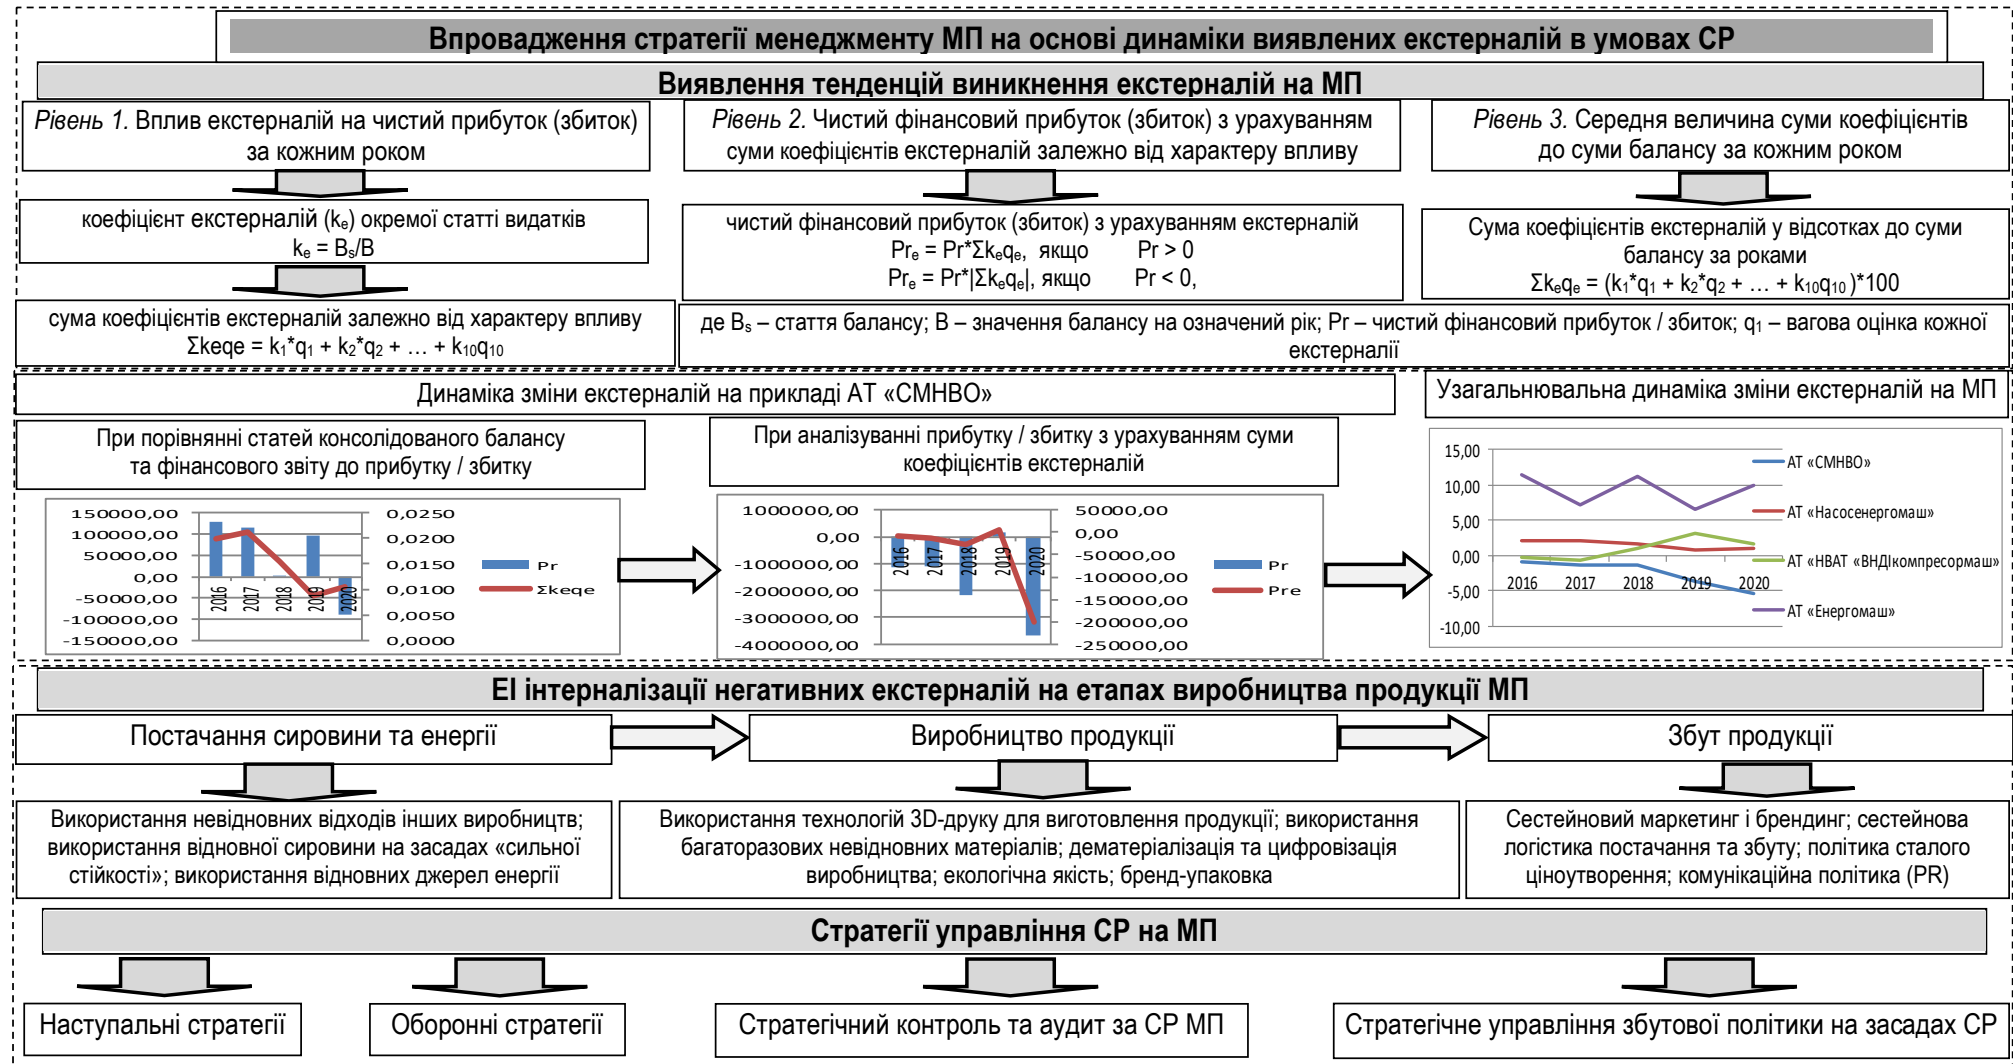 Впровадження стратегії менеджменту МП на основі динаміки виявлених екстерналій в умовах СР
Виявлення тенденцій виникнення екстерналій на МП
Рівень 1. Вплив екстерналій на чистий прибуток (збиток)
за кожним роком
Рівень 2. Чистий фінансовий прибуток (збиток) з урахуванням
суми коефіцієнтів екстерналій залежно від характеру впливу
Рівень 3. Середня величина суми коефіцієнтів
до суми балансу за кожним роком
коефіцієнт екстерналій (kₑ) окремої статті видатків
kₑ = Bₛ/B
чистий фінансовий прибуток (збиток) з урахуванням екстерналій
Prₑ = Pr*Σkₑqₑ, якщо Pr > 0
Prₑ = Pr*|Σkₑqₑ|, якщо Pr < 0,
Сума коефіцієнтів екстерналій у відсотках до суми
балансу за роками
Σkₑqₑ = (k₁*q₁ + k₂*q₂ + … + k₁₀q₁₀)*100
сума коефіцієнтів екстерналій залежно від характеру впливу
Σkeqe = k₁*q₁ + k₂*q₂ + … + k₁₀q₁₀
де Bₛ – стаття балансу; B – значення балансу на означений рік; Pr – чистий фінансовий прибуток / збиток; q₁ – вагова оцінка кожної
екстерналії
Динаміка зміни екстерналій на прикладі АТ «СМНВО»
Узагальнювальна динаміка зміни екстерналій на МП
При порівнянні статей консолідованого балансу
та фінансового звіту до прибутку / збитку
При аналізуванні прибутку / збитку з урахуванням суми
коефіцієнтів екстерналій
150000,00
100000,00
50000,00
0,00
-50000,00
-100000,00
-150000,00
2016
2017
2018
2019
2020
0,0250
0,0200
0,0150
0,0100
0,0050
0,0000
Pr
Σkeqe
1000000,00
0,00
-1000000,00
-2000000,00
-3000000,00
-4000000,00
2016
2017
2018
2019
2020
50000,00
0,00
-50000,00
-100000,00
-150000,00
-200000,00
-250000,00
Pr
Pre
15,00
10,00
5,00
0,00
-5,00
-10,00
2016
2017
2018
2019
2020
АТ «СМНВО»
АТ «Насосенергомаш»
АТ «НВАТ «ВНДІкомпресормаш»
АТ «Енергомаш»
ЕІ інтерналізації негативних екстерналій на етапах виробництва продукції МП
Постачання сировини та енергії
Виробництво продукції
Збут продукції
Використання невідновних відходів інших виробництв;
використання відновної сировини на засадах «сильної
стійкості»; використання відновних джерел енергії
Використання технологій 3D-друку для виготовлення продукції; використання
багаторазових невідновних матеріалів; дематеріалізація та цифровізація
виробництва; екологічна якість; бренд-упаковка
Сестейновий маркетинг і брендинг; сестейнова
логістика постачання та збуту; політика сталого
ціноутворення; комунікаційна політика (PR)
Стратегії управління СР на МП
Наступальні стратегії
Оборонні стратегії
Стратегічний контроль та аудит за СР МП
Стратегічне управління збутової політики на засадах СР